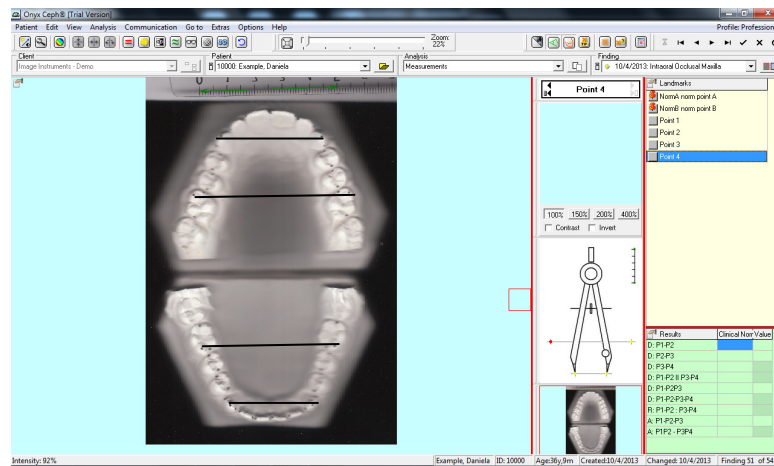 Onyx Ceph® [Trial Version]
Patient Edit View Analysis Communication Go to Extras Options Help
Profile: Profession
Zoom:
22%
Client
Image Instruments - Demo
Patient
10000: Example, Daniela
Analysis
Measurements
Finding
10/4/2013: Intraoral Occlusal Maxilla
Point 4
100% 150% 200% 400%
Contrast Invert
Landmarks
NormA norm point A
NormB norm point B
Point 1
Point 2
Point 3
Point 4
Results Clinical Norr Value
D: P1-P2
D: P2-P3
D: P3-P4
D: P1-P2 II P3-P4
D: P1-P2P3
D: P1-P2-P3-P4
R: P1-P2 : P3-P4
A: P1-P2-P3
A: P1P2 - P3P4
Intensity: 92%
Example, Daniela ID: 10000 Age:36y,9m Created:10/4/2013 Changed: 10/4/2013 Finding 51 of 54